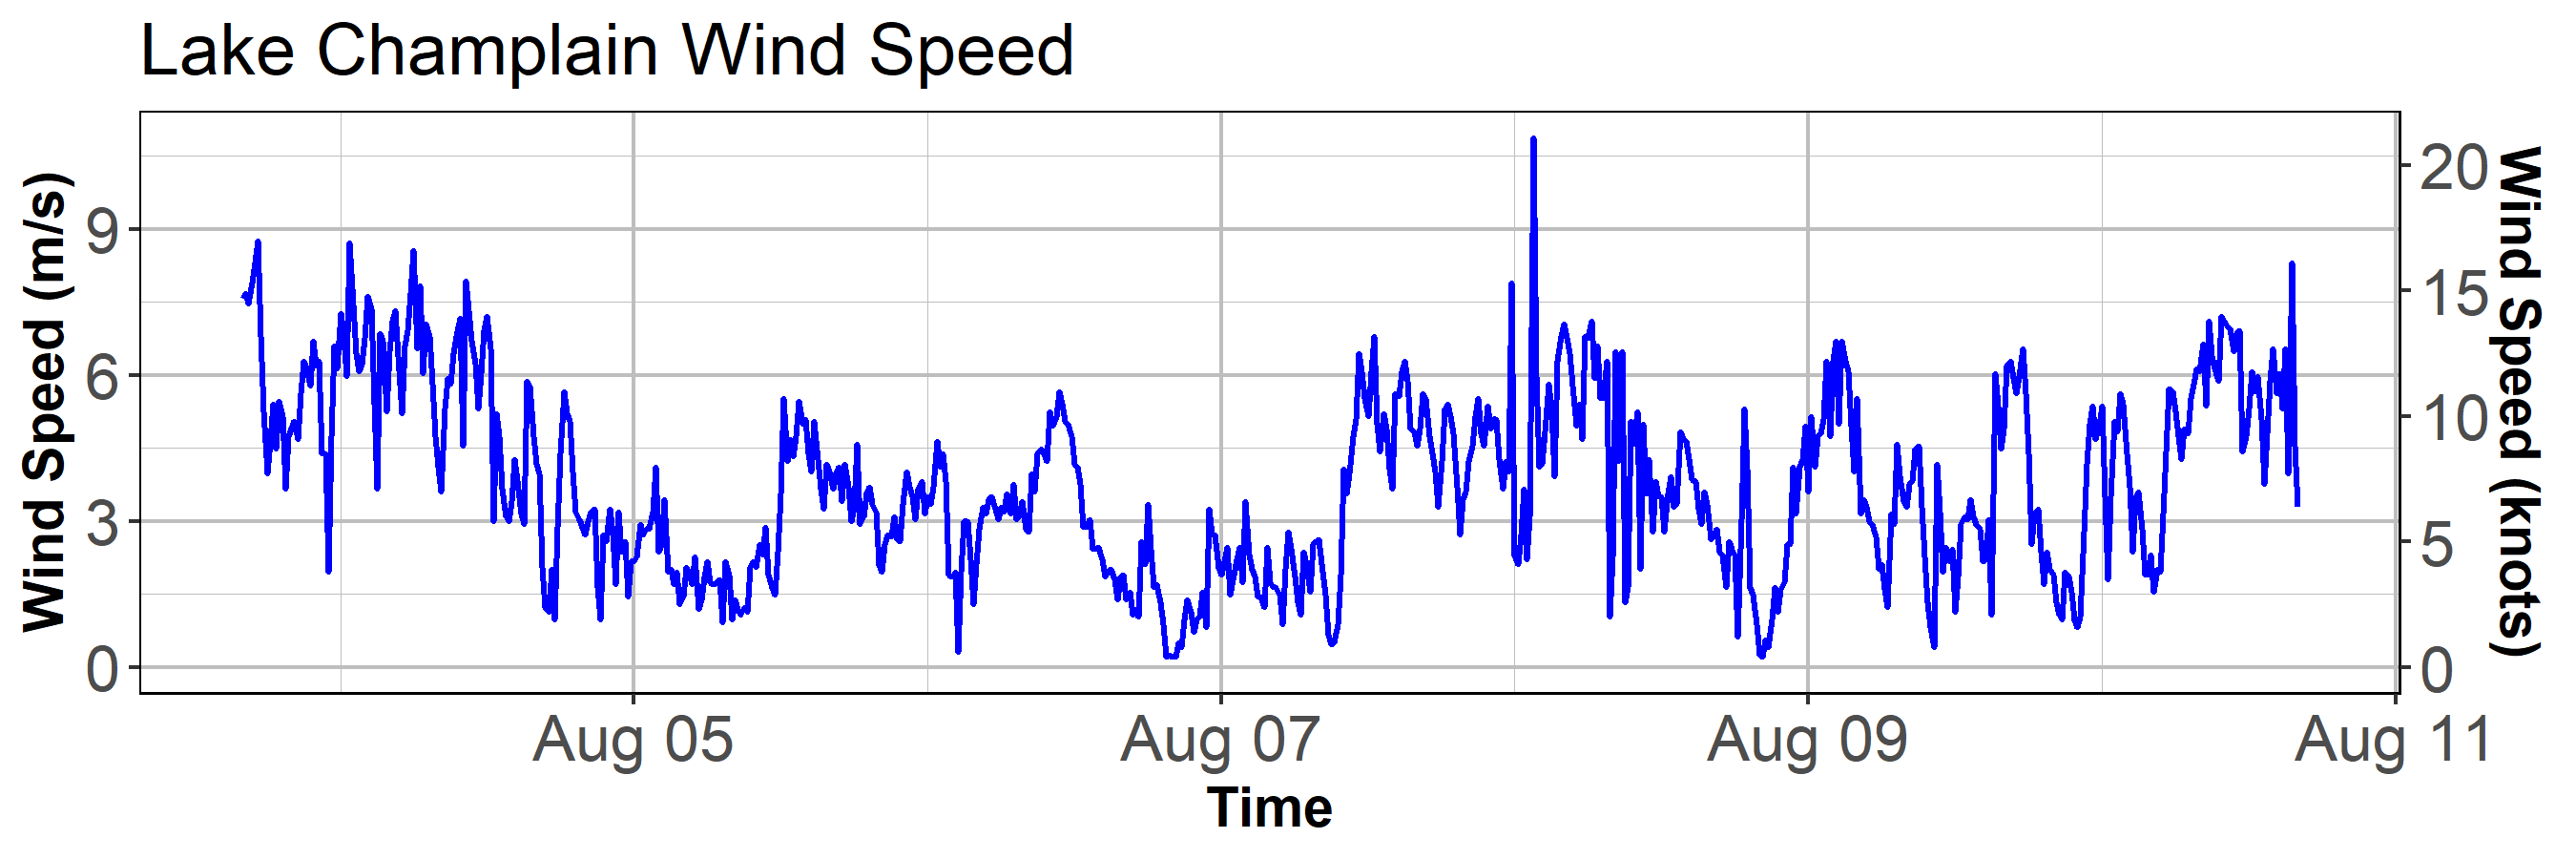 Lake Champlain Wind Speed
Wind Speed (m/s)
9
6
3
0
20
15
10
5
0
Wind Speed (knots)
Aug 05
Aug 07
Aug 09
Aug 11
Time